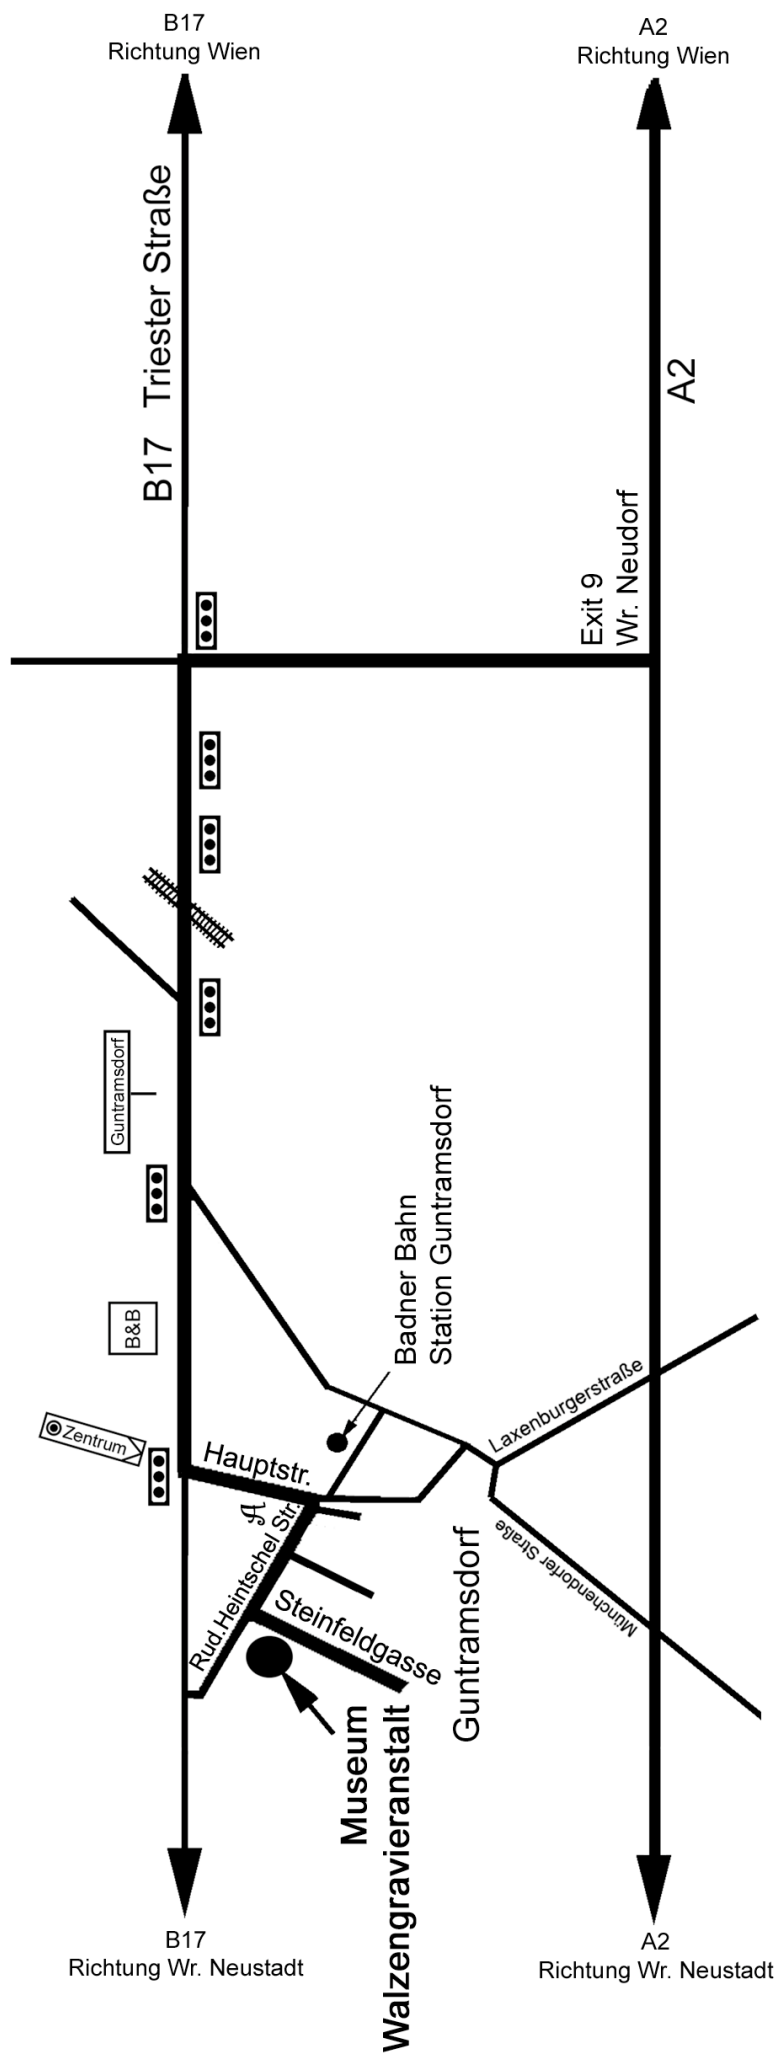 B17
Richtung Wien
A2
Richtung Wien
B17 Triester Straße
A2
Exit 9
Wr. Neudorf
Guntramsdorf
Badner Bahn
Station Guntramsdorf
B&B
Zentrum
Hauptstr.
Laxenburgerstraße
Rud.Heintschel Str.
A
Münchendorfer Straße
Steinfeldgasse
Guntramsdorf
Museum
Walzengravieranstalt
B17
Richtung Wr. Neustadt
A2
Richtung Wr. Neustadt